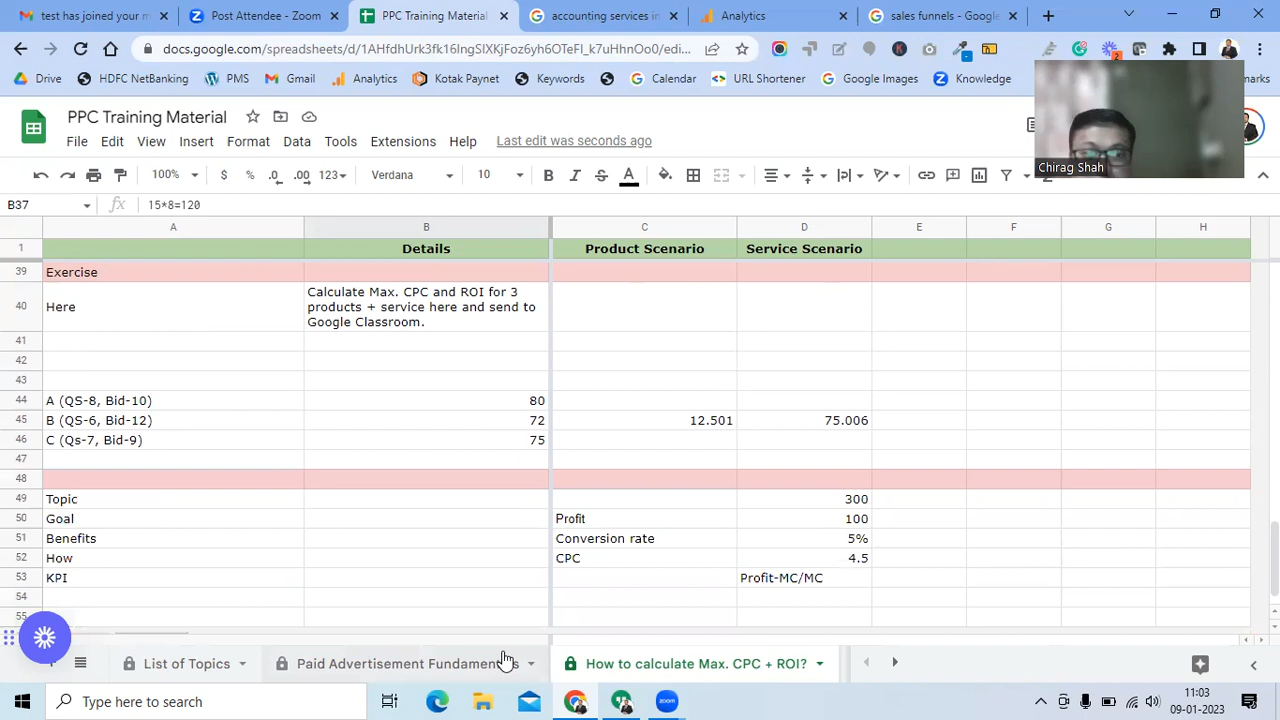 test has joined your m
Post Attendee - Zoom
PPC Training Material
accounting services in
Analytics
sales funnels - Google
docs.google.com/spreadsheets/d/1AHfdhUrk3fk16IngSIXKjFoz6yh6OTeFI_k7uHhnOo0/edi...
2
Drive
HDFC NetBanking
PMS
Gmail
Analytics
Kotak Paynet
Keywords
Calendar
URL Shortener
Google Images
Knowledge
marks
PPC Training Material
File Edit View Insert Format Data Tools Extensions Help Last edit was seconds ago
Chirag Shah
100% $ % .0 .00 123 Verdana 10 B I S A
B37 fx 15*8=120
A B C D E F G H
1 Details Product Scenario Service Scenario
39 Exercise
40 Here Calculate Max. CPC and ROI for 3
products + service here and send to
Google Classroom.
41
42
43
44 A (QS-8, Bid-10) 80
45 B (QS-6, Bid-12) 72 12.501 75.006
46 C (Qs-7, Bid-9) 75
47
48
49 Topic 300
50 Goal Profit 100
51 Benefits Conversion rate 5%
52 How CPC 4.5
53 KPI Profit-MC/MC
54
55
List of Topics
Paid Advertisement Fundamen s
How to calculate Max. CPC + ROI?
Type here to search
11:03
09-01-2023